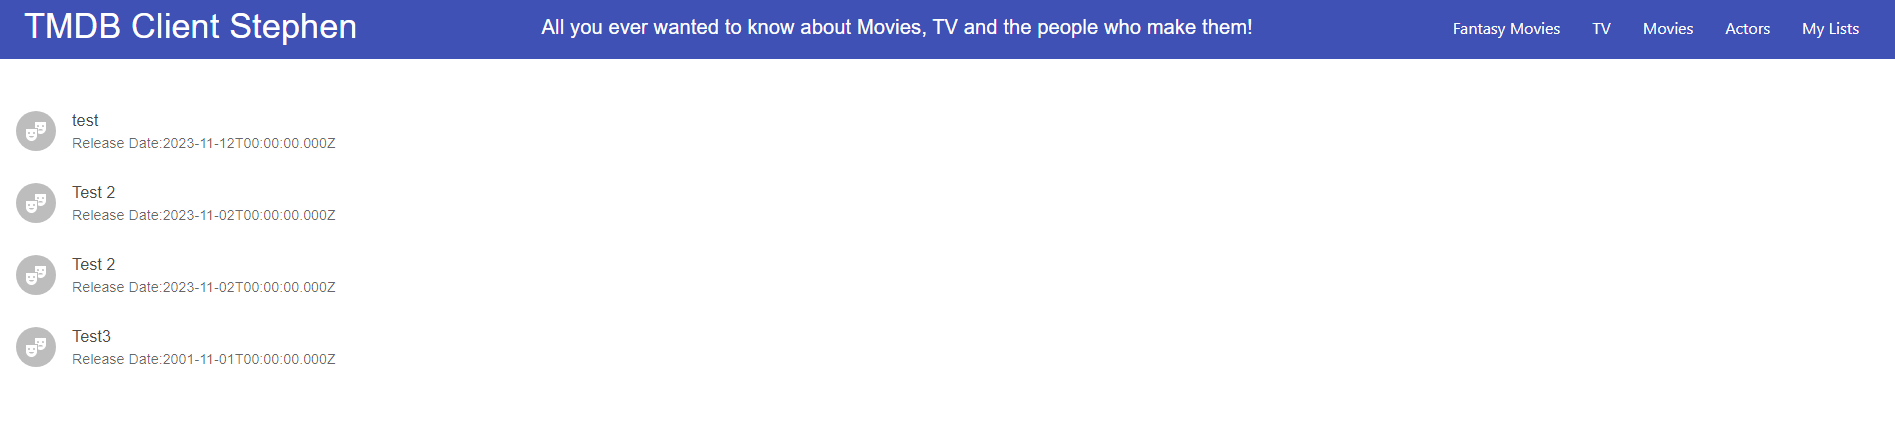 TMDB Client Stephen
All you ever wanted to know about Movies, TV and the people who make them!
Fantasy Movies
TV
Movies
Actors
My Lists
test
Release Date:2023-11-12T00:00:00.000Z
Test 2
Release Date:2023-11-02T00:00:00.000Z
Test 2
Release Date:2023-11-02T00:00:00.000Z
Test3
Release Date:2001-11-01T00:00:00.000Z